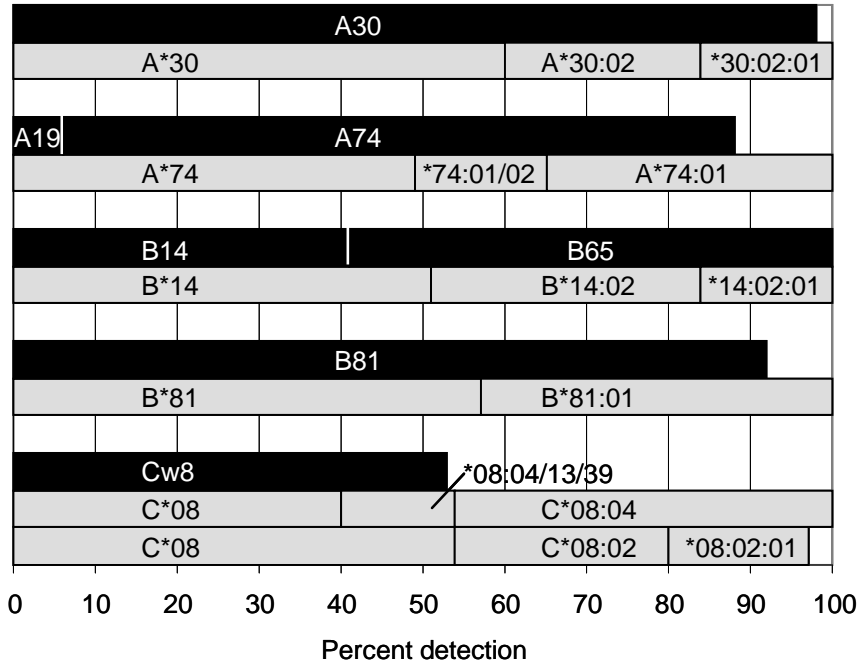 A30
A*30 A*30:02 *30:02:01
A19 A74
A*74 *74:01/02 A*74:01
B14 B65
B*14 B*14:02 *14:02:01
B81
B*81 B*81:01
Cw8 *08:04/13/39
C*08 C*08:04
C*08 C*08:02 *08:02:01
0 10 20 30 40 50 60 70 80 90 100
Percent detection